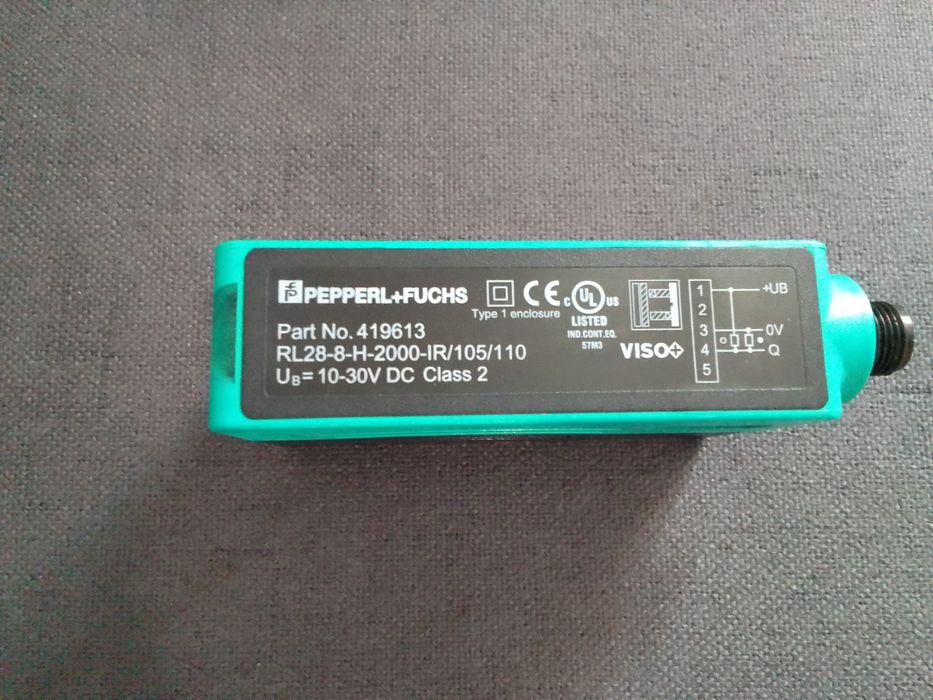 PEPPERL+FUCHS
Type 1 enclosure
CE
c UL US
LISTED
IND.CONT.EQ.
57M3
Part No. 419613
RL28-8-H-2000-IR/105/110
UB= 10-30V DC Class 2
VISO+
1 +UB
2
3 0V
4 Q
5